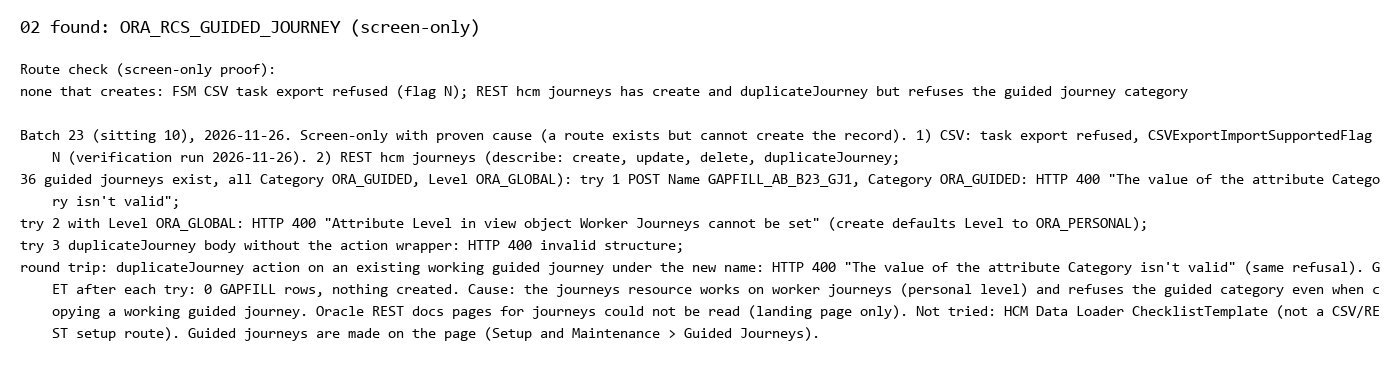 02 found: ORA_RCS_GUIDED_JOURNEY (screen-only)
Route check (screen-only proof):
none that creates: FSM CSV task export refused (flag N); REST hcm journeys has create and duplicateJourney but refuses the guided journey category
Batch 23 (sitting 10), 2026-11-26. Screen-only with proven cause (a route exists but cannot create the record). 1) CSV: task export refused, CSVExportImportSupportedFlag
N (verification run 2026-11-26). 2) REST hcm journeys (describe: create, update, delete, duplicateJourney;
36 guided journeys exist, all Category ORA_GUIDED, Level ORA_GLOBAL): try 1 POST Name GAPFILL_AB_B23_GJ1, Category ORA_GUIDED: HTTP 400 "The value of the attribute Catego
ry isn't valid";
try 2 with Level ORA_GLOBAL: HTTP 400 "Attribute Level in view object Worker Journeys cannot be set" (create defaults Level to ORA_PERSONAL);
try 3 duplicateJourney body without the action wrapper: HTTP 400 invalid structure;
round trip: duplicateJourney action on an existing working guided journey under the new name: HTTP 400 "The value of the attribute Category isn't valid" (same refusal). G
ET after each try: 0 GAPFILL rows, nothing created. Cause: the journeys resource works on worker journeys (personal level) and refuses the guided category even when c
opying a working guided journey. Oracle REST docs pages for journeys could not be read (landing page only). Not tried: HCM Data Loader ChecklistTemplate (not a CSV/RE
ST setup route). Guided journeys are made on the page (Setup and Maintenance > Guided Journeys).